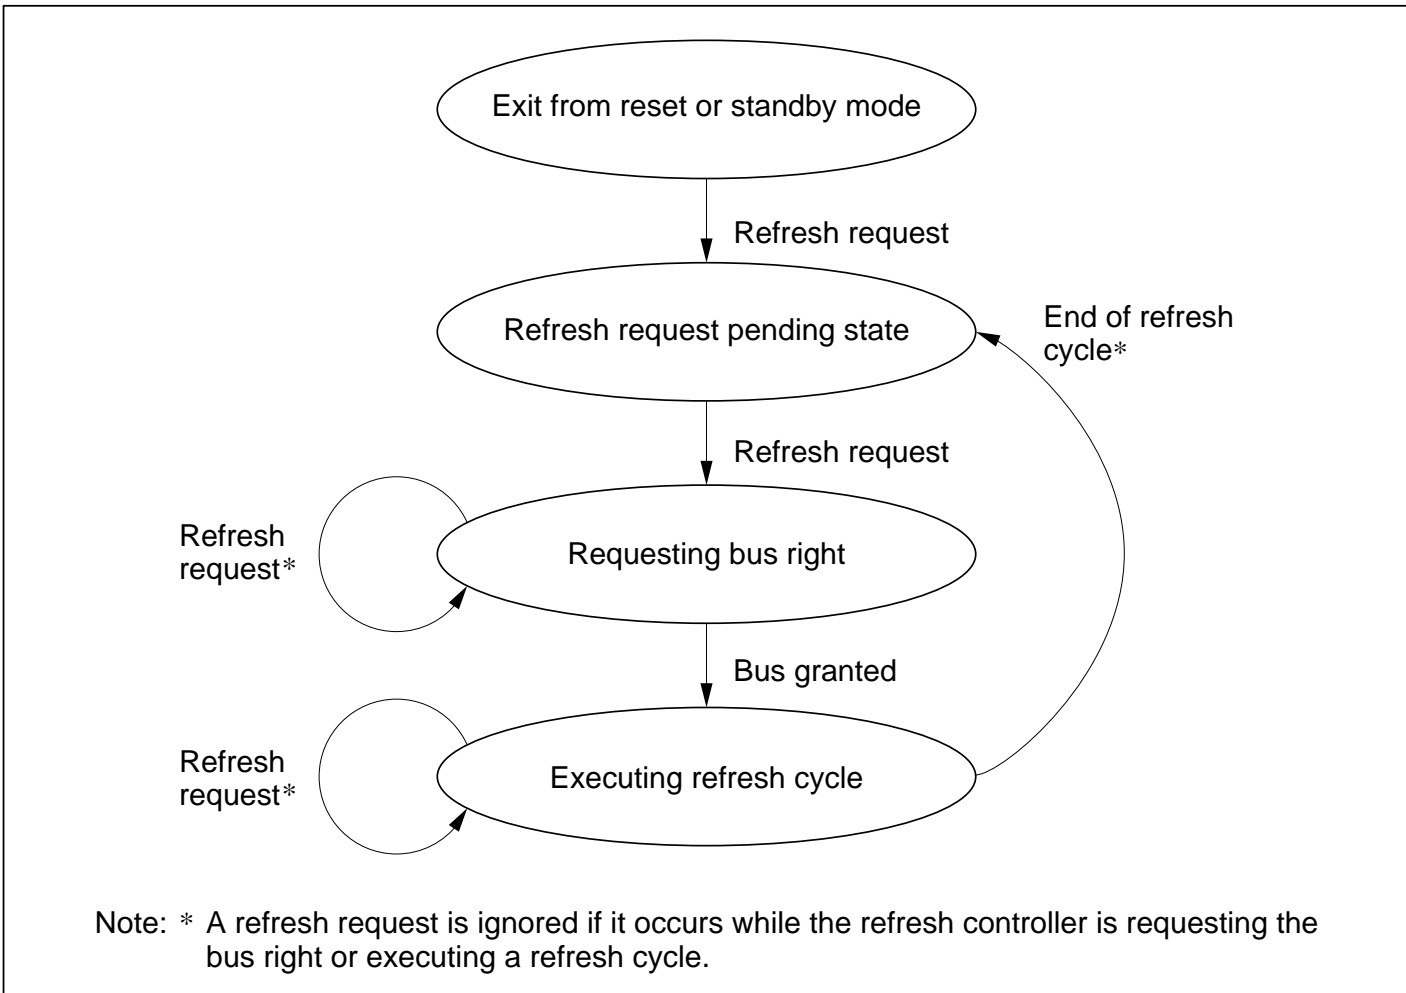 Exit from reset or standby mode
Refresh request
Refresh request pending state
End of refresh
cycle*
Refresh request
Refresh
request*
Requesting bus right
Bus granted
Refresh
request*
Executing refresh cycle
Note: * A refresh request is ignored if it occurs while the refresh controller is requesting the
bus right or executing a refresh cycle.